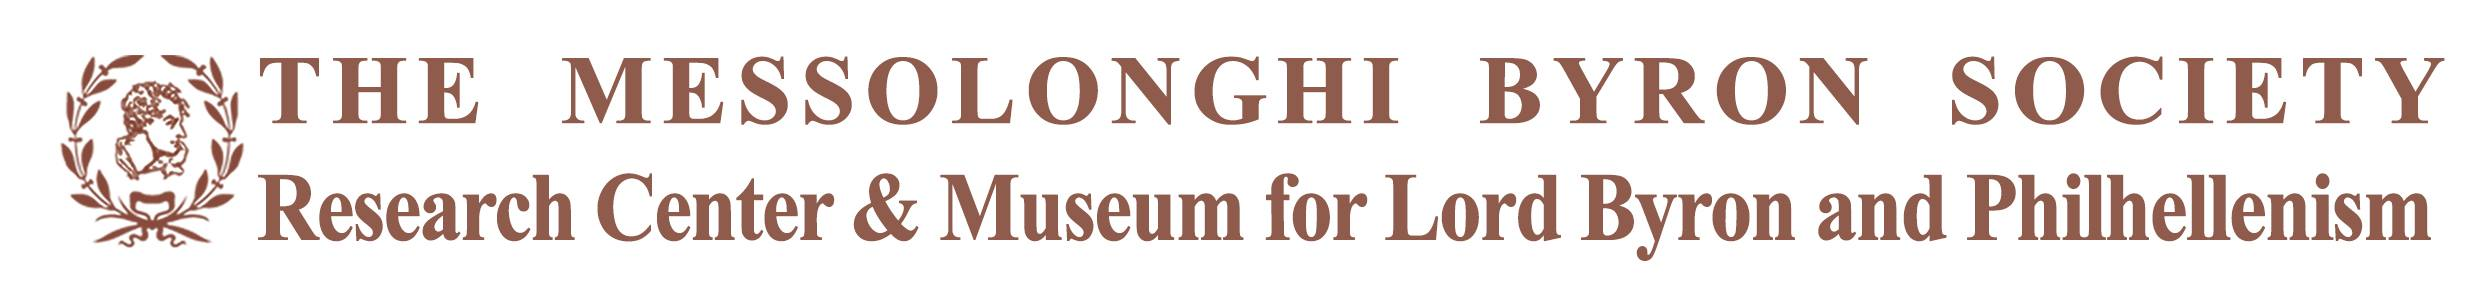 THE MESSOLONGHI BYRON SOCIETY
Research Center & Museum for Lord Byron and Philhellenism